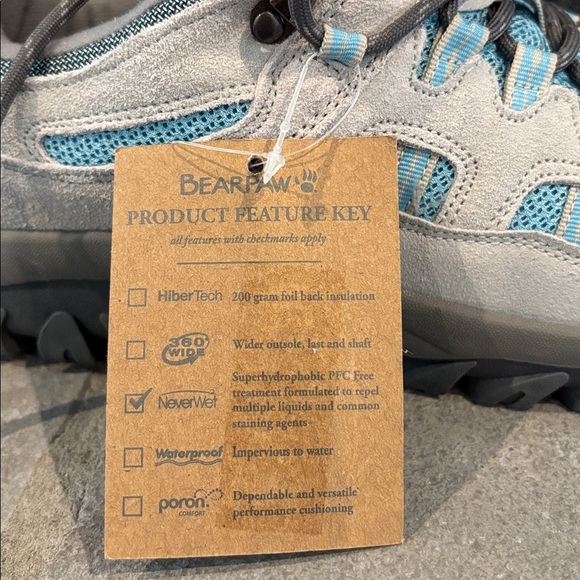 BEARPAW
PRODUCT FEATURE KEY
all features with checkmarks apply
HiberTech 200 gram foil back insulation
360°
WIDE Wider outsole, last and shaft
Superhydrophobic PFC Free
NeverWet treatment formulated to repel
multiple liquids and common
staining agents
Waterproof Impervious to water
poron Dependable and versatile
COMFORT performance cushioning